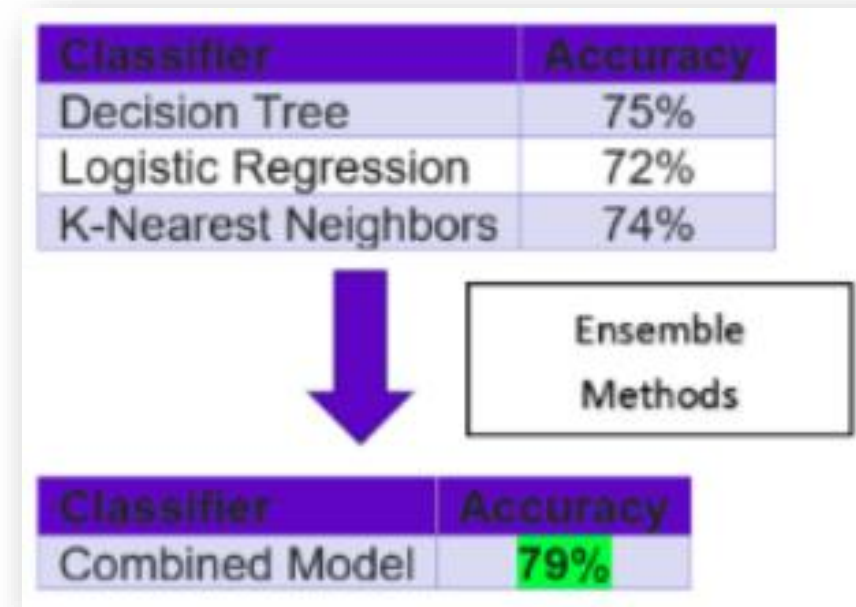 Classifier Accuracy
Decision Tree 75%
Logistic Regression 72%
K-Nearest Neighbors 74%
Ensemble
Methods
Classifier Accuracy
Combined Model 79%